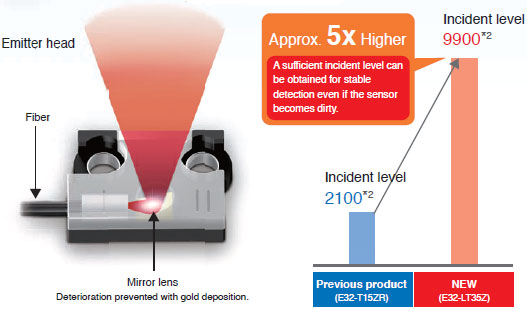 Emitter head
Fiber
Mirror lens
Deterioration prevented with gold deposition.
Approx. 5x Higher
A sufficient incident level can
be obtained for stable
detection even if the sensor
becomes dirty.
Incident level
9900*2
Incident level
2100*2
Previous product
(E32-T15ZR)
NEW
(E32-LT35Z)